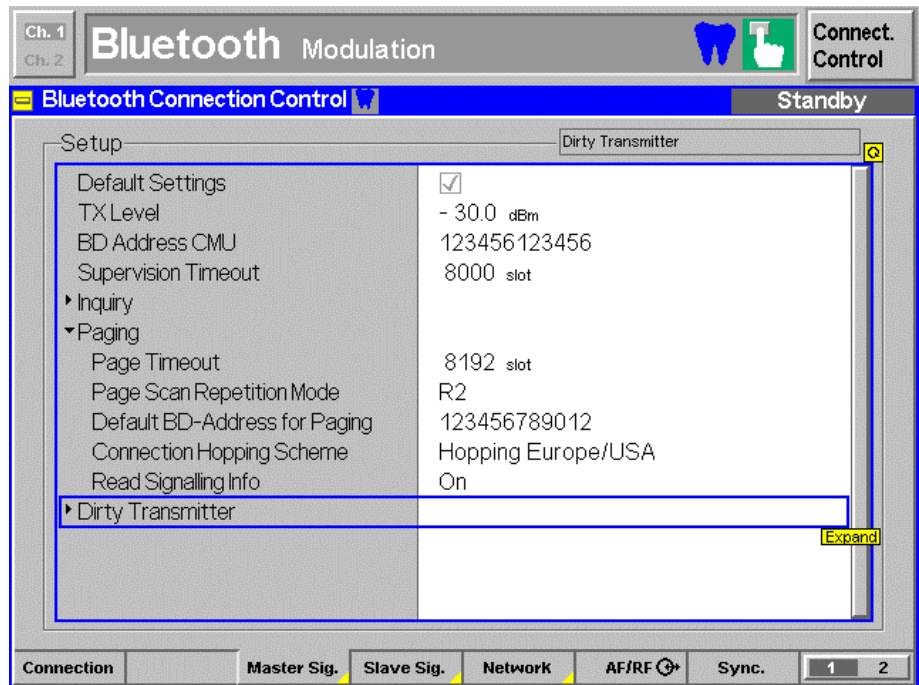 Ch. 1
Ch. 2
Bluetooth Modulation
Connect.
Control
Bluetooth Connection Control
Standby
Setup
Dirty Transmitter
Default Settings
TX Level - 30.0 dBm
BD Address CMU 123456123456
Supervision Timeout 8000 slot
Inquiry
Paging
Page Timeout 8192 slot
Page Scan Repetition Mode R2
Default BD-Address for Paging 123456789012
Connection Hopping Scheme Hopping Europe/USA
Read Signalling Info On
Dirty Transmitter
Expand
Connection Master Sig. Slave Sig. Network AF/RF Sync. 1 2